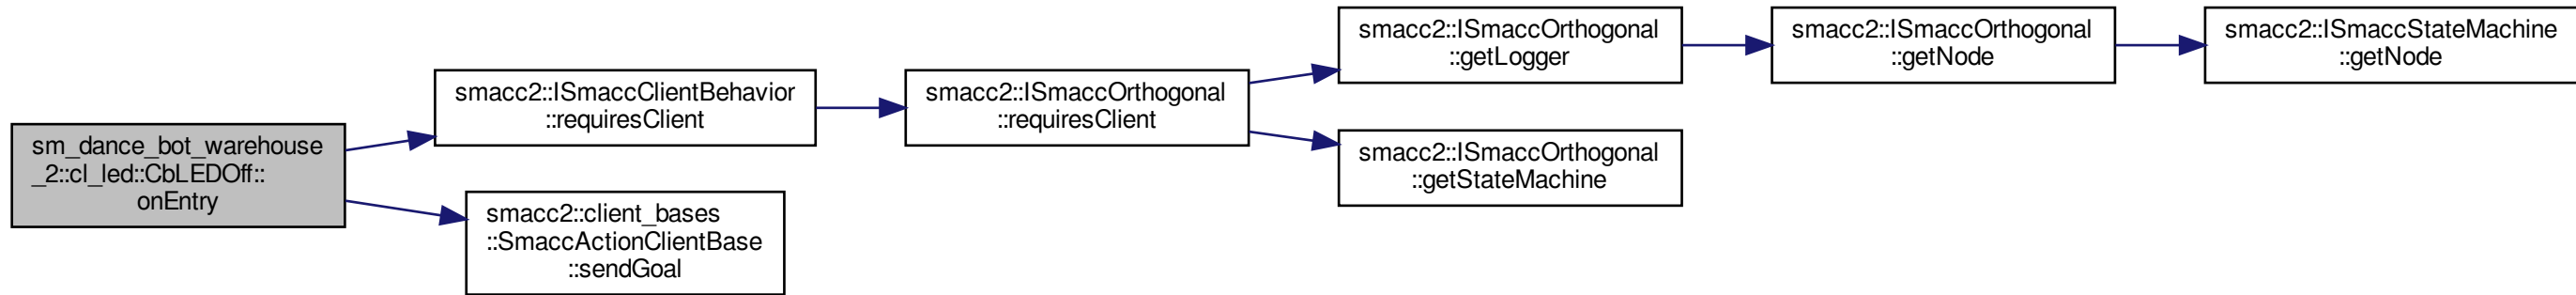 sm_dance_bot_warehouse
_2::cl_led::CbLEDOff::
onEntry
smacc2::ISmaccClientBehavior
::requiresClient
smacc2::ISmaccOrthogonal
::requiresClient
smacc2::ISmaccOrthogonal
::getLogger
smacc2::ISmaccOrthogonal
::getNode
smacc2::ISmaccStateMachine
::getNode
smacc2::ISmaccOrthogonal
::getStateMachine
smacc2::client_bases
::SmaccActionClientBase
::sendGoal